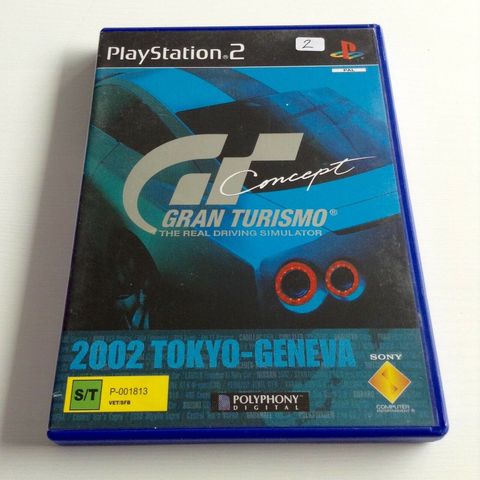 PlayStation®2
2
PAL
GT
Concept
GRAN TURISMO®
THE REAL DRIVING SIMULATOR
2002 TOKYO-GENEVA
S/T
P-001813
VET/SFB
POLYPHONY
DIGITAL
SONY
COMPUTER
ENTERTAINMENT®